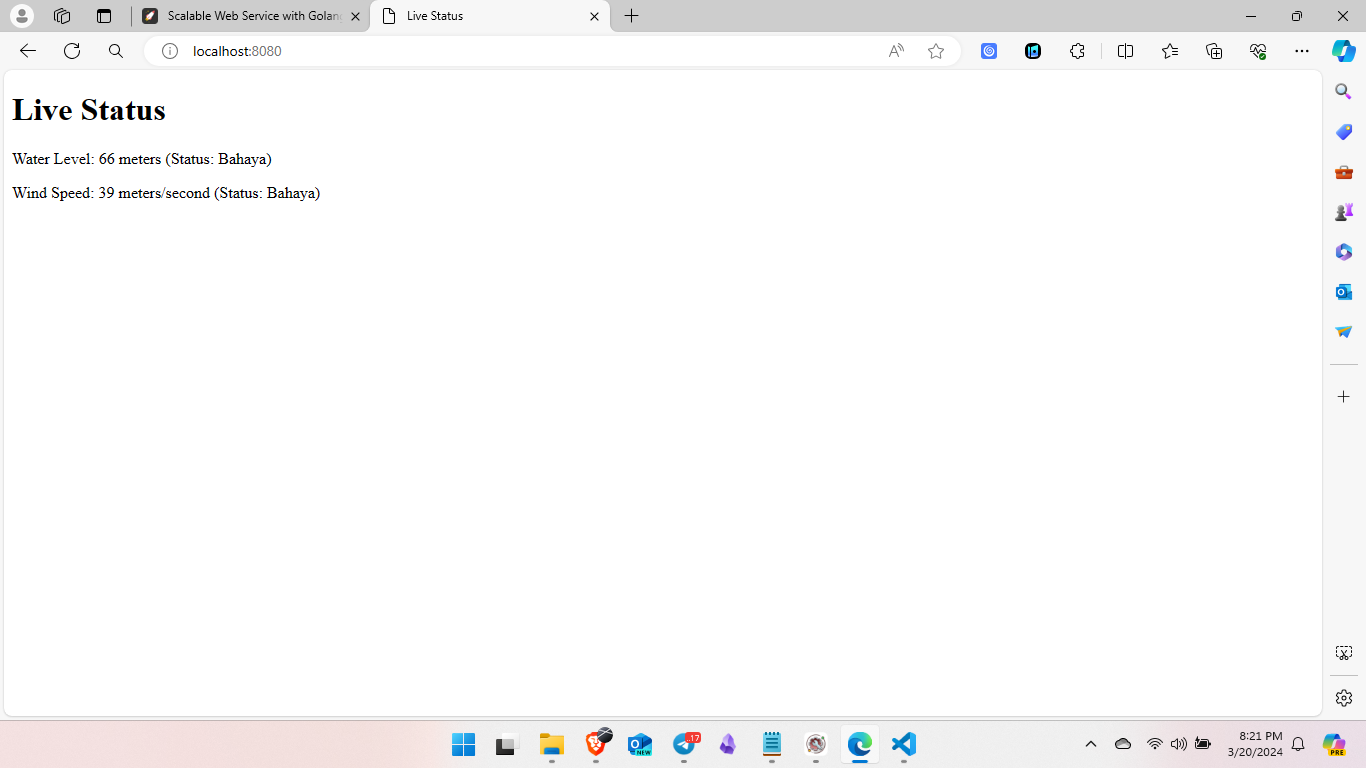 Scalable Web Service with Golang
Live Status
localhost:8080
Live Status
Water Level: 66 meters (Status: Bahaya)
Wind Speed: 39 meters/second (Status: Bahaya)
NEW
17
8:21 PM
3/20/2024
PRE